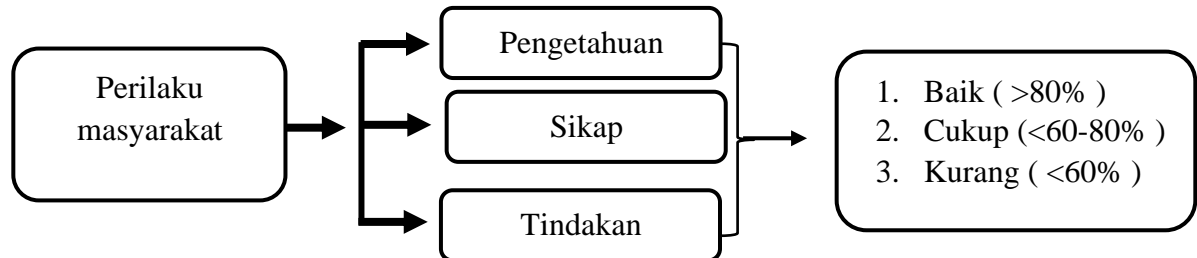 Perilaku
masyarakat
Pengetahuan
Sikap
Tindakan
1. Baik ( >80% )
2. Cukup (<60-80% )
3. Kurang ( <60% )